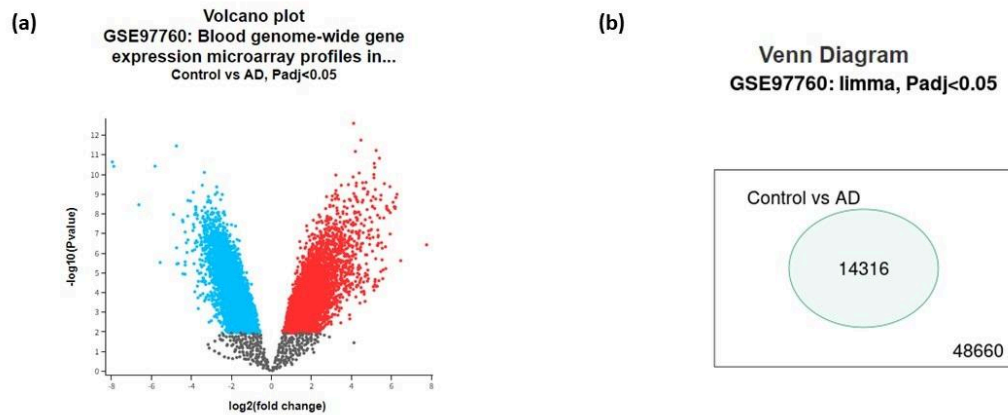 (a)
Volcano plot
GSE97760: Blood genome-wide gene
expression microarray profiles in...
Control vs AD, Padj<0.05
-log10(Pvalue)
12
11
10
9
8
7
6
5
4
3
2
1
0
-8
-6
-4
-2
0
2
4
6
8
log2(fold change)
(b)
Venn Diagram
GSE97760: limma, Padj<0.05
Control vs AD
14316
48660